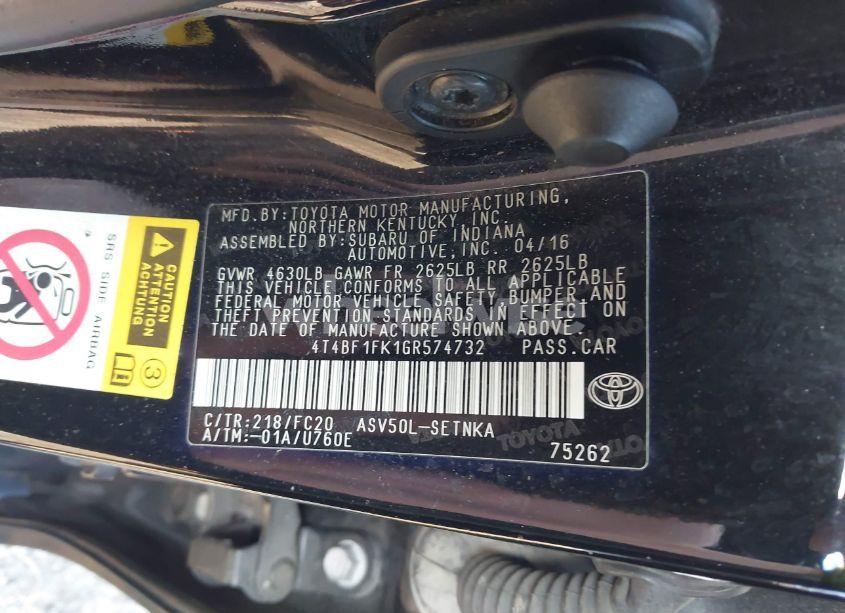 MFD.BY:TOYOTA MOTOR MANUFACTURING,
NORTHERN KENTUCKY, INC.
ASSEMBLED BY:SUBARU OF INDIANA
AUTOMOTIVE, INC. 04/16
GVWR 4630LB GAWR FR 2625LB RR 2625LB
THIS VEHICLE CONFORMS TO ALL APPLICABLE
FEDERAL MOTOR VEHICLE SAFETY, BUMPER, AND
THEFT PREVENTION STANDARDS IN EFFECT ON
THE DATE OF MANUFACTURE SHOWN ABOVE.
4T4BF1FK1GR574732 PASS.CAR
C/TR:218/FC20 ASV50L-SETNKA
A/TM:-01A/U760E
75262
TOYOTA
SRS SIDE AIRBAG
CAUTION
ATTENTION
ACHTUNG
3